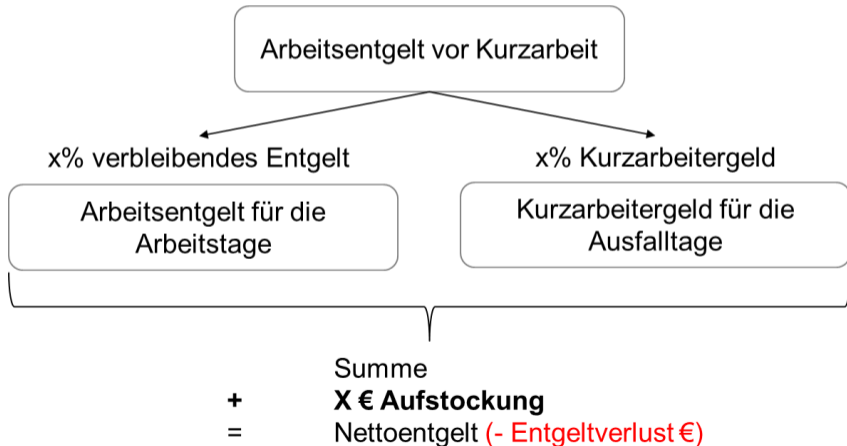 Arbeitsentgelt vor Kurzarbeit
x% verbleibendes Entgelt
x% Kurzarbeitergeld
Arbeitsentgelt für die
Arbeitstage
Kurzarbeitergeld für die
Ausfalltage
Summe
+ X € Aufstockung
= Nettoentgelt (- Entgeltverlust €)